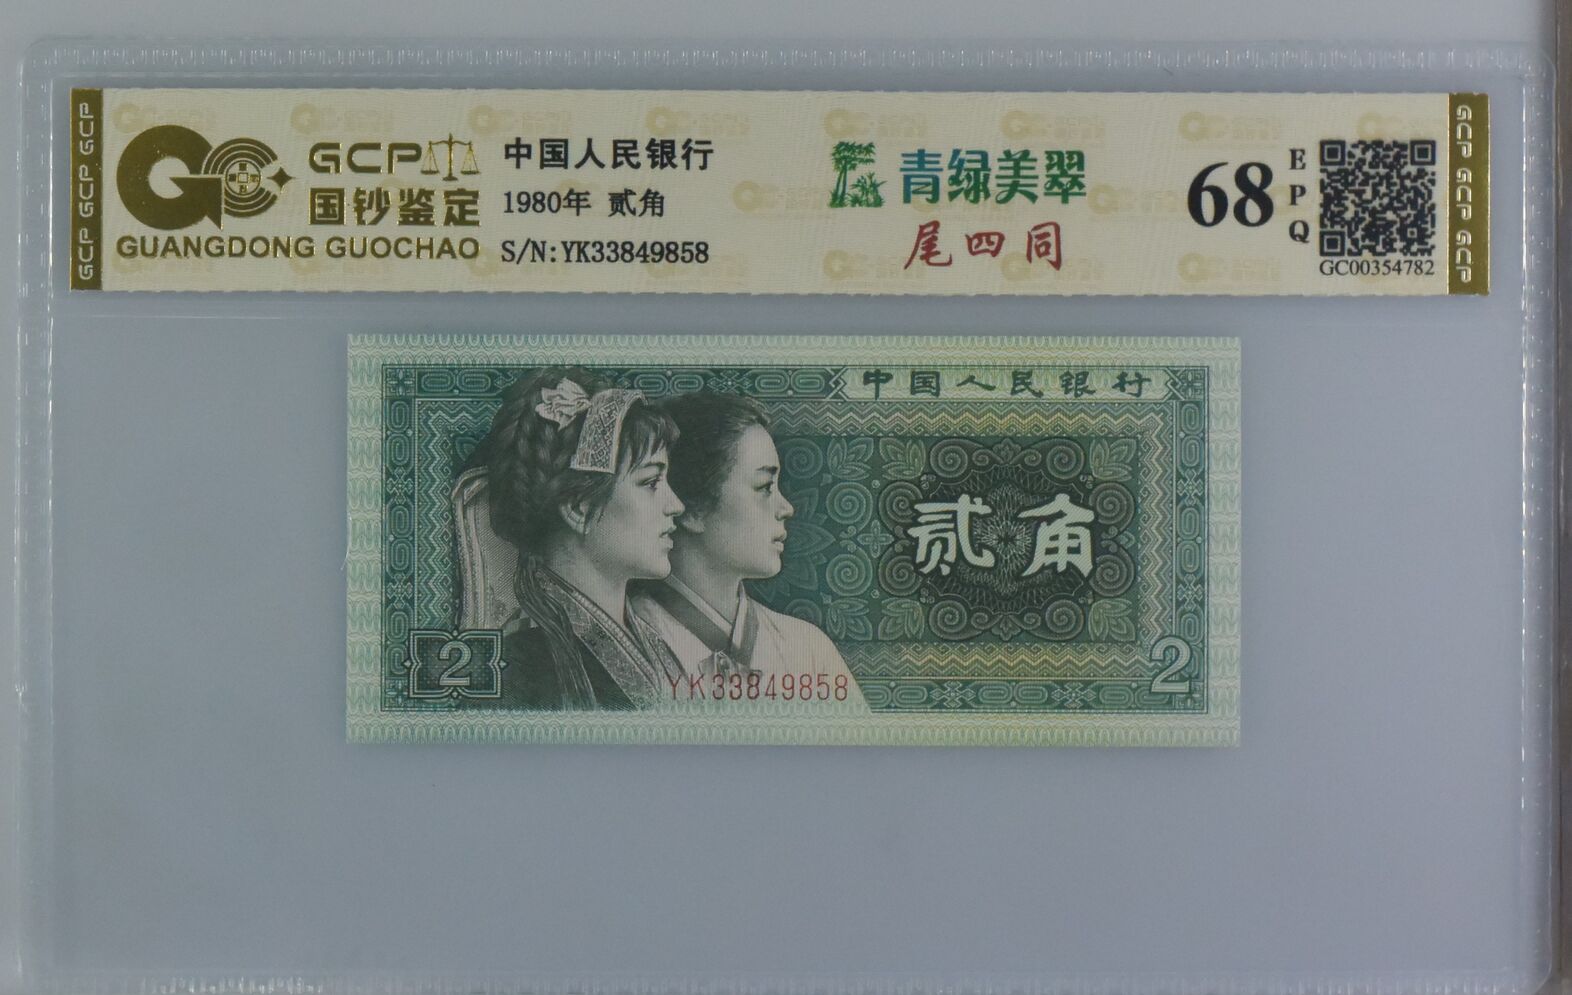 GCP GCP GCP
GCP
国钞鉴定
GUANGDONG GUOCHAO
中国人民银行
1980年 贰角
S/N:YK33849858
青绿美翠
尾四同
68
EPQ
GC00354782
GCP GCP GCP
中国人民银行
贰角
2
YK33849858
2